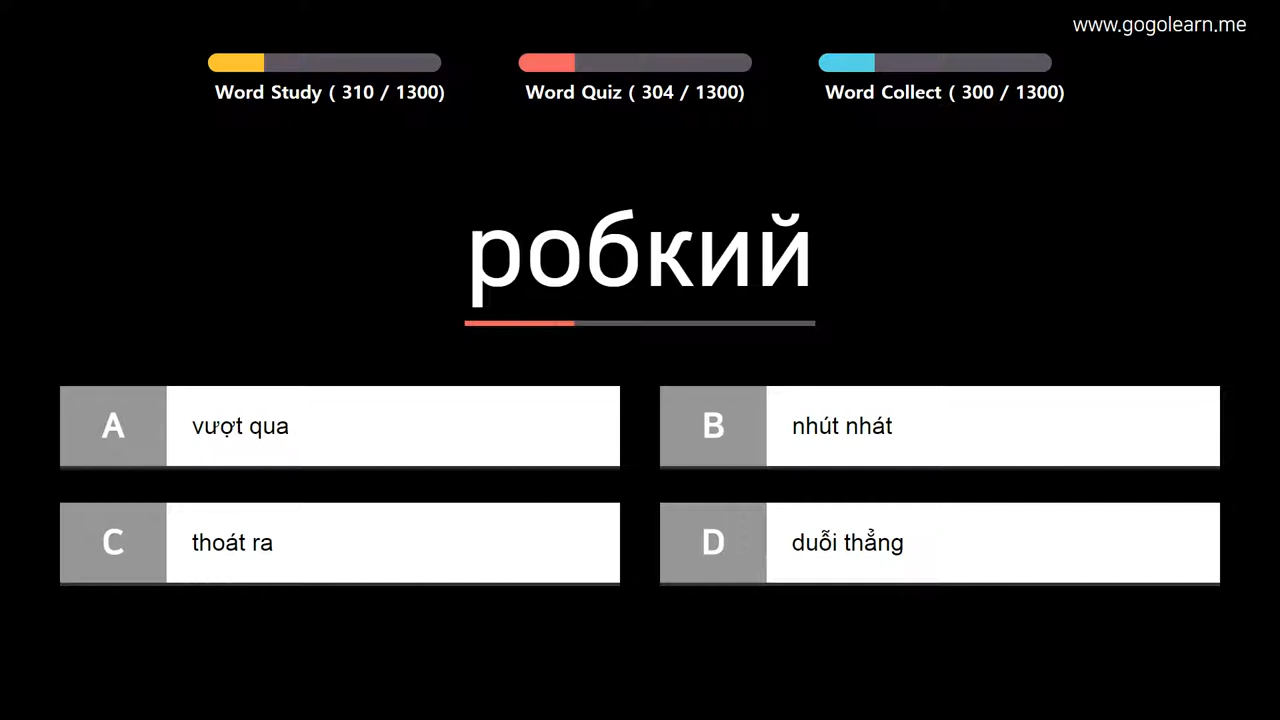 www.gogolearn.me
Word Study ( 310 / 1300)
Word Quiz ( 304 / 1300)
Word Collect ( 300 / 1300)
робкий
A vượt qua
B nhút nhát
C thoát ra
D duỗi thẳng